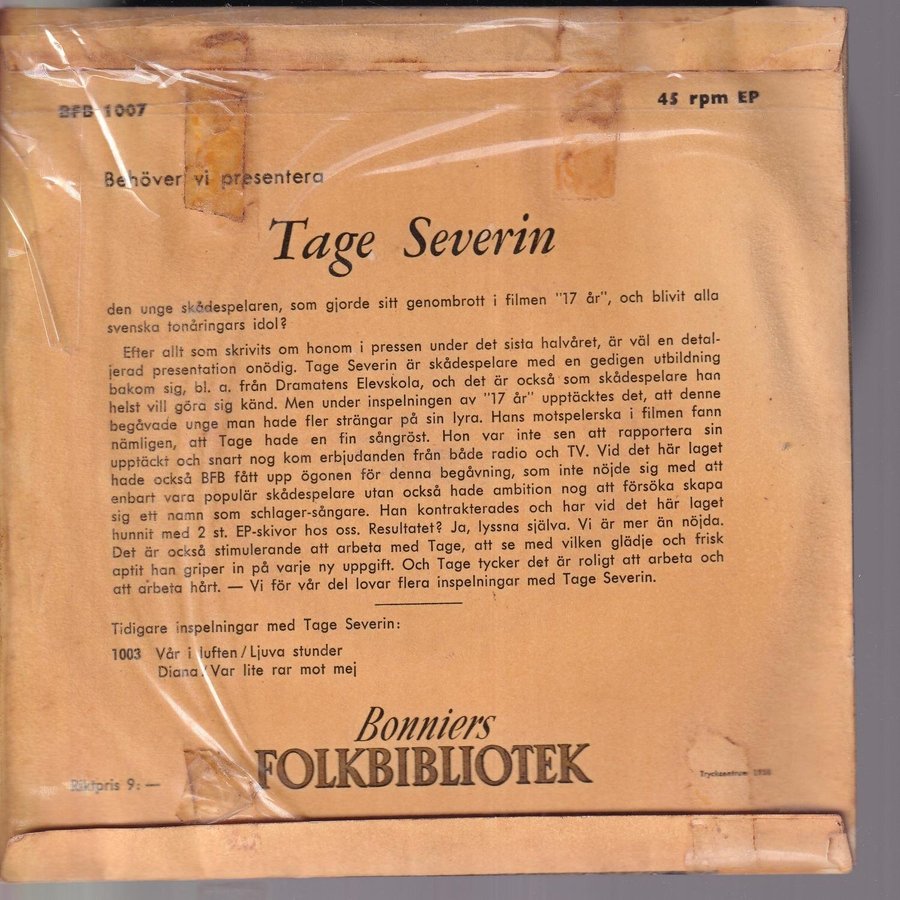 BFB 1007
45 rpm EP
Behöver vi presentera
Tage Severin
den unge skådespelaren, som gjorde sitt genombrott i filmen "17 år", och blivit alla
svenska tonåringars idol?
Efter allt som skrivits om honom i pressen under det sista halvåret, är väl en detal-
jerad presentation onödig. Tage Severin är skådespelare med en gedigen utbildning
bakom sig, bl. a. från Dramatens Elevskola, och det är också som skådespelare han
helst vill göra sig känd. Men under inspelningen av "17 år" upptäcktes det, att denne
begåvade unge man hade fler strängar på sin lyra. Hans motspelerska i filmen fann
nämligen, att Tage hade en fin sångröst. Hon var inte sen att rapportera sin
upptäckt och snart nog kom erbjudanden från både radio och TV. Vid det här laget
hade också BFB fått upp ögonen för denna begåvning, som inte nöjde sig med att
enbart vara populär skådespelare utan också hade ambition nog att försöka skapa
sig ett namn som schlager-sångare. Han kontrakterades och har vid det här laget
hunnit med 2 st. EP-skivor hos oss. Resultatet? Ja, lyssna själva. Vi är mer än nöjda.
Det är också stimulerande att arbeta med Tage, att se med vilken glädje och frisk
aptit han griper in på varje ny uppgift. Och Tage tycker det är roligt att arbeta och
att arbeta hårt. — Vi för vår del lovar flera inspelningar med Tage Severin.
Tidigare inspelningar med Tage Severin:
1003 Vår i luften / Ljuva stunder
Diana / Var lite rar mot mej
Bonniers
FOLKBIBLIOTEK
Riktpris 9: —
Tryckcentrum 1958